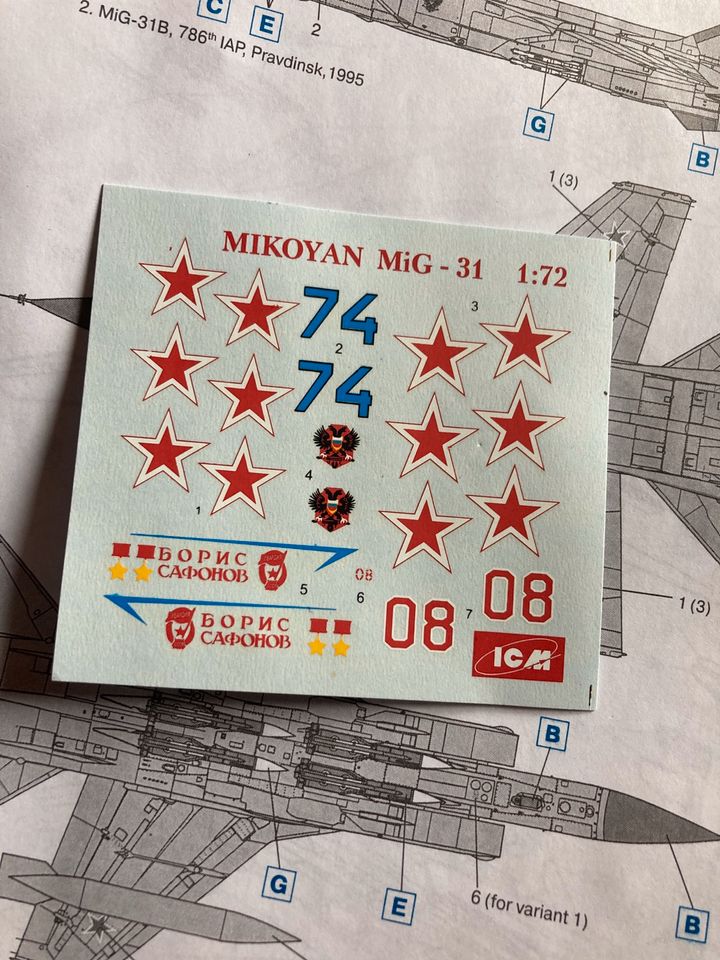 C
E
2
2. MiG-31B, 786th IAP, Pravdinsk, 1995
G
B
1 (3)
MIKOYAN MiG - 31 1:72
3
74
2
74
4
1
БОРИС
САФОНОВ
5
08
6
БОРИС
САФОНОВ
08
7
08
ICM
1 (3)
B
G
E
6 (for variant 1)
B